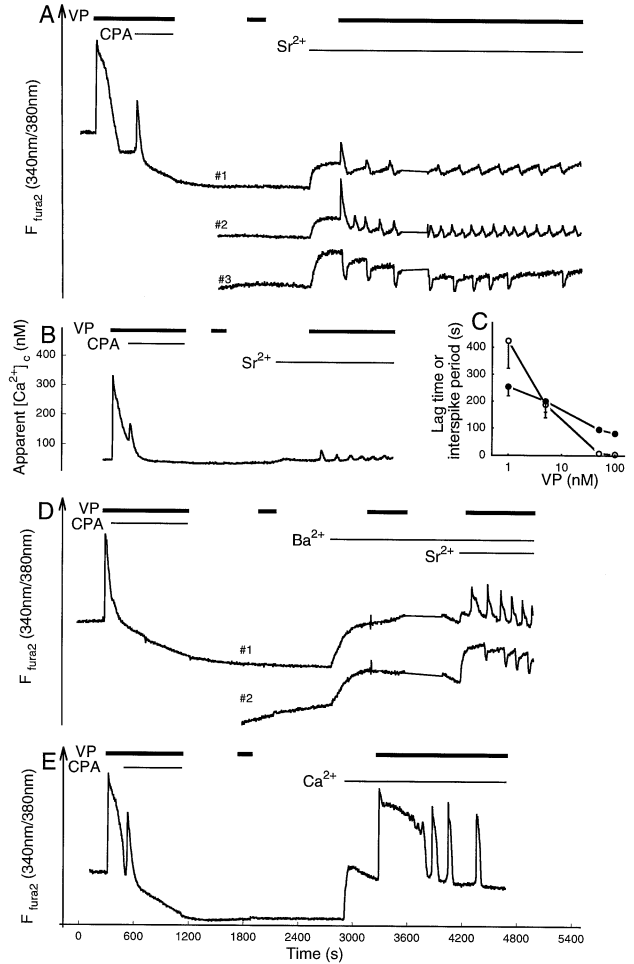 A
VP
CPA
Sr2+
F fura2 (340nm/380nm)
#1
#2
#3
B
VP
CPA
Sr2+
Apparent [Ca2+]c (nM)
400
300
200
100
C
Lag time or
interspike period (s)
400
300
200
100
0
1
10
100
VP (nM)
D
VP
CPA
Ba2+
Sr2+
F fura2 (340nm/380nm)
#1
#2
E
VP
CPA
Ca2+
F fura2 (340nm/380nm)
0 600 1200 1800 2400 3000 3600 4200 4800 5400
Time (s)